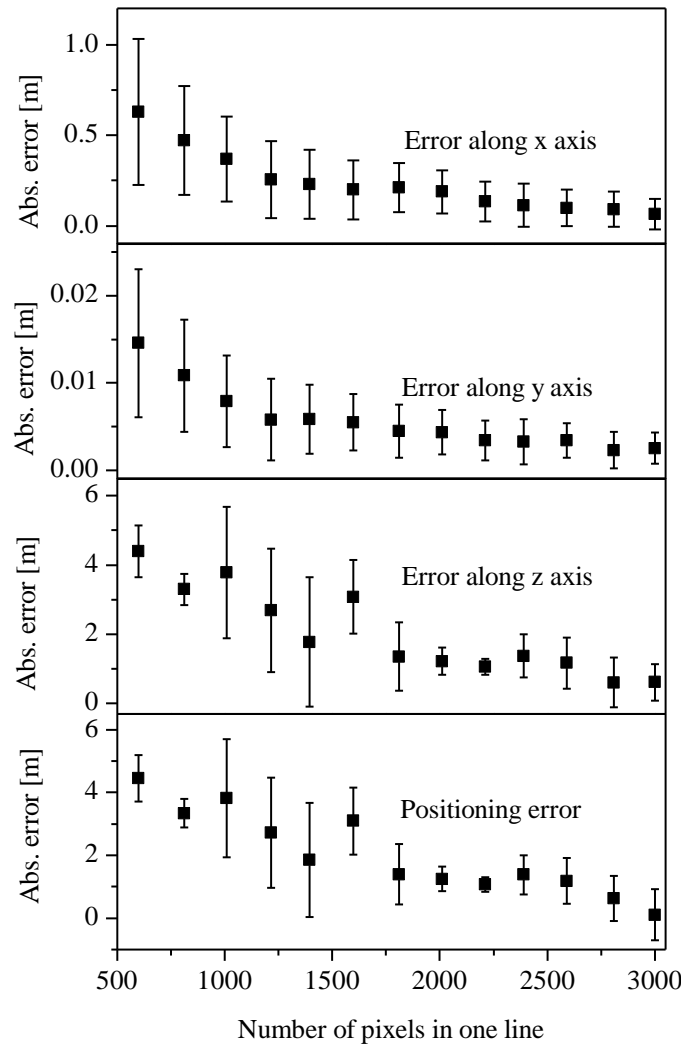 Abs. error [m]
1.0
0.5
0.0
Error along x axis
Abs. error [m]
0.02
0.01
0.00
Error along y axis
Abs. error [m]
6
4
2
0
Error along z axis
Abs. error [m]
6
4
2
0
Positioning error
500 1000 1500 2000 2500 3000
Number of pixels in one line